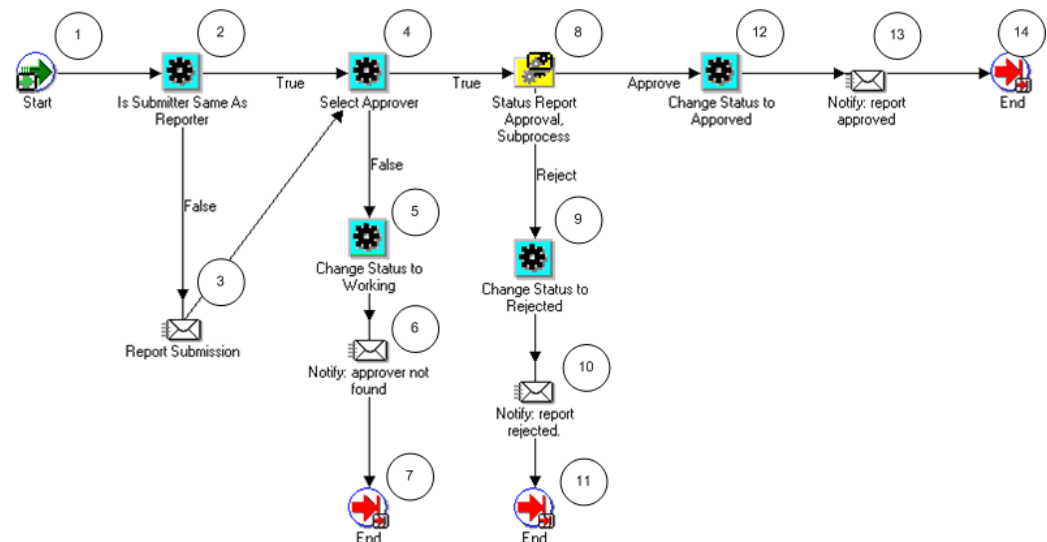 1
2
4
8
12
13
14
Start
Is Submitter Same As
Reporter
True
Select Approver
True
Status Report
Approval,
Subprocess
Approve
Change Status to
Apporved
Notify: report
approved
End
False
3
Report Submission
False
5
Change Status to
Working
6
Notify: approver not
found
7
End
Reject
9
Change Status to
Rejected
10
Notify: report
rejected.
11
End